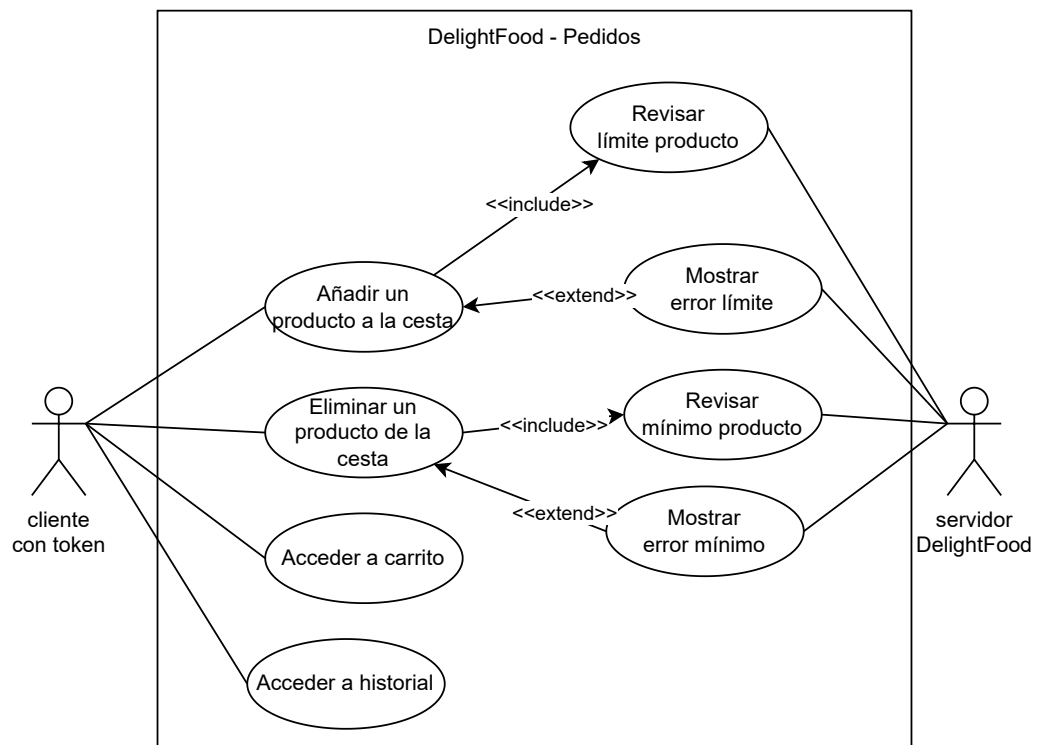 DelightFood - Pedidos
Revisar
límite producto
<<include>>
Añadir un
producto a la cesta
<<extend>>
Mostrar
error límite
Eliminar un
producto de la
cesta
<<include>>
Revisar
mínimo producto
<<extend>>
Mostrar
error mínimo
cliente
con token
servidor
DelightFood
Acceder a carrito
Acceder a historial